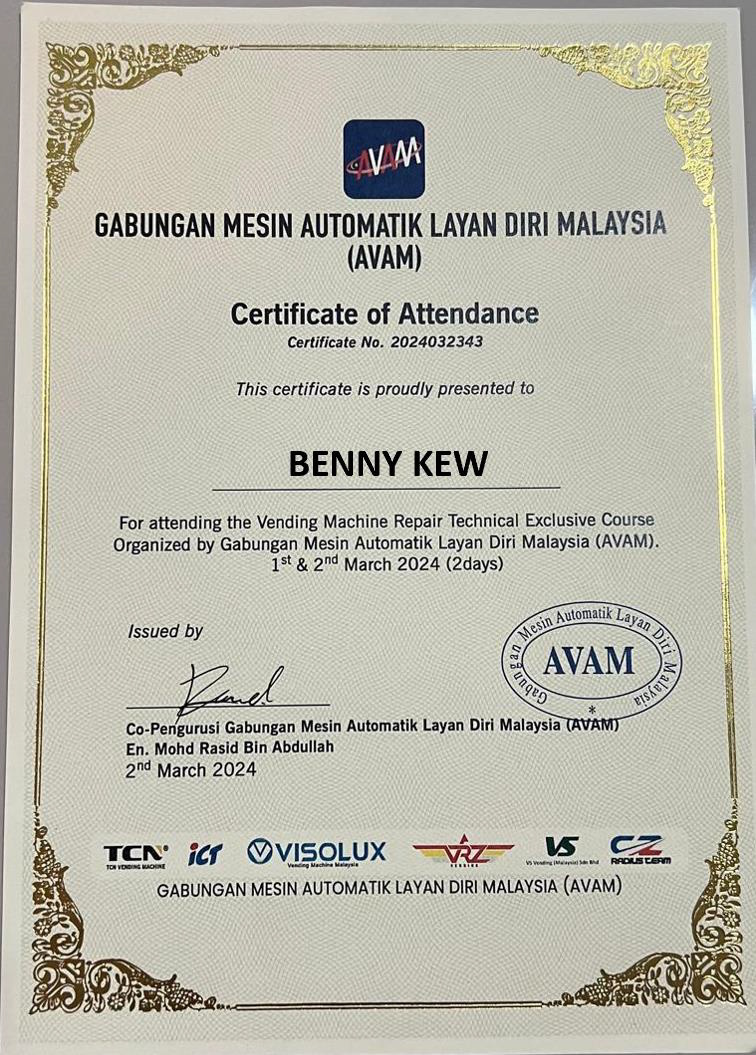 AVAM
GABUNGAN MESIN AUTOMATIK LAYAN DIRI MALAYSIA
(AVAM)
Certificate of Attendance
Certificate No. 2024032343
This certificate is proudly presented to
BENNY KEW
For attending the Vending Machine Repair Technical Exclusive Course
Organized by Gabungan Mesin Automatik Layan Diri Malaysia (AVAM).
1st & 2nd March 2024 (2days)
Issued by
Gabungan Mesin Automatik Layan Diri Malaysia
AVAM
*
Co-Pengurusi Gabungan Mesin Automatik Layan Diri Malaysia (AVAM)
En. Mohd Rasid Bin Abdullah
2nd March 2024
TCN ict VISOLUX VRZ VS CZ
TCN VENDING MACHINE Vending Machine Malaysia SERVICE VS Vending (Malaysia) Sdn Bhd RADIUS TEAM
GABUNGAN MESIN AUTOMATIK LAYAN DIRI MALAYSIA (AVAM)